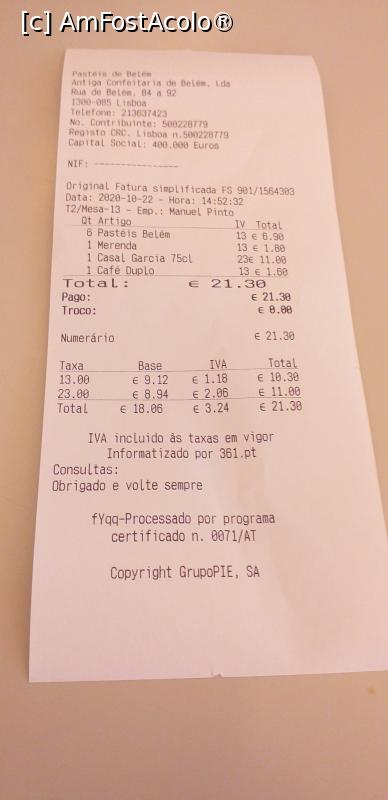 [c] AmFostAcolo®
Pastéis de Belém
Antiga Confeitaria de Belém, Lda
Rua de Belém, 84 a 92
1300-085 Lisboa
Telefone: 213637423
No. Contribuinte: 500228779
Registo CRC. Lisboa n.500228779
Capital Social: 400.000 Euros
NIF: ----------------
Original Fatura simplificada FS 901/1564303
Data: 2020-10-22 - Hora: 14:52:32
T2/Mesa-13 - Emp.: Manuel Pinto
Qt Artigo IV Total
6 Pastéis Belém 13 € 6.90
1 Merenda 13 € 1.80
1 Casal Garcia 75cl 23€ 11.00
1 Café Duplo 13 € 1.60
Total: € 21.30
Pago: € 21.30
Troco: € 0.00
Numerário € 21.30
Taxa Base IVA Total
13.00 € 9.12 € 1.18 € 10.30
23.00 € 8.94 € 2.06 € 11.00
Total € 18.06 € 3.24 € 21.30
IVA incluido às taxas em vigor
Informatizado por 361.pt
Consultas:
Obrigado e volte sempre
fYqq-Processado por programa
certificado n. 0071/AT
Copyright GrupoPIE, SA